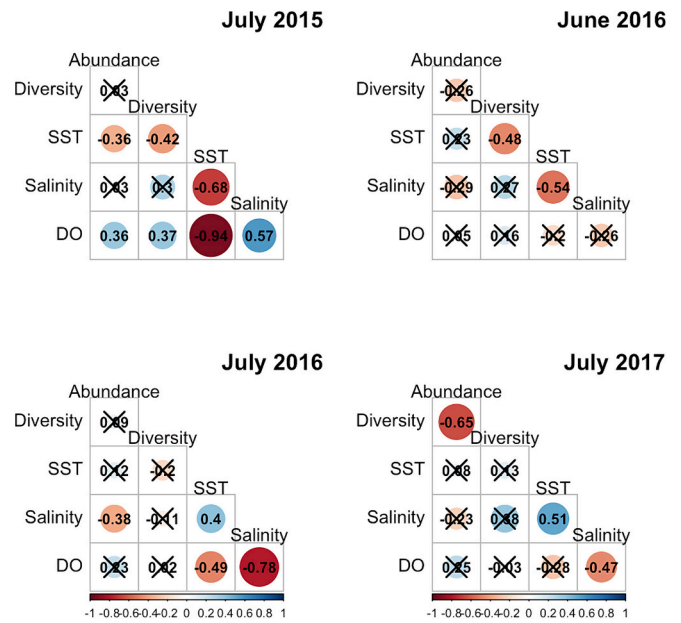 July 2015
Abundance
Diversity 0.03
Diversity
SST -0.36 -0.42
SST
Salinity 0.03 0.3 -0.68
Salinity
DO 0.36 0.37 -0.94 0.57
June 2016
Abundance
Diversity -0.26
Diversity
SST 0.23 -0.48
SST
Salinity -0.29 0.27 -0.54
Salinity
DO 0.05 0.16 -0.2 -0.26
July 2016
Abundance
Diversity 0.09
Diversity
SST 0.12 -0.2
SST
Salinity -0.38 -0.11 0.4
Salinity
DO 0.23 0.02 -0.49 -0.78
-1 -0.8 -0.6 -0.4 -0.2 0 0.2 0.4 0.6 0.8 1
July 2017
Abundance
Diversity -0.65
Diversity
SST 0.08 0.13
SST
Salinity -0.23 0.38 0.51
Salinity
DO 0.25 -0.03 -0.28 -0.47
-1 -0.8 -0.6 -0.4 -0.2 0 0.2 0.4 0.6 0.8 1